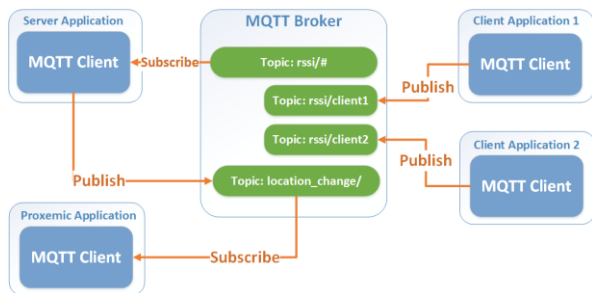 Server Application
MQTT Client
Subscribe
Publish
MQTT Broker
Topic: rssi/#
Topic: rssi/client1
Topic: rssi/client2
Topic: location_change/
Client Application 1
MQTT Client
Publish
Client Application 2
MQTT Client
Publish
Proxemic Application
MQTT Client
Subscribe